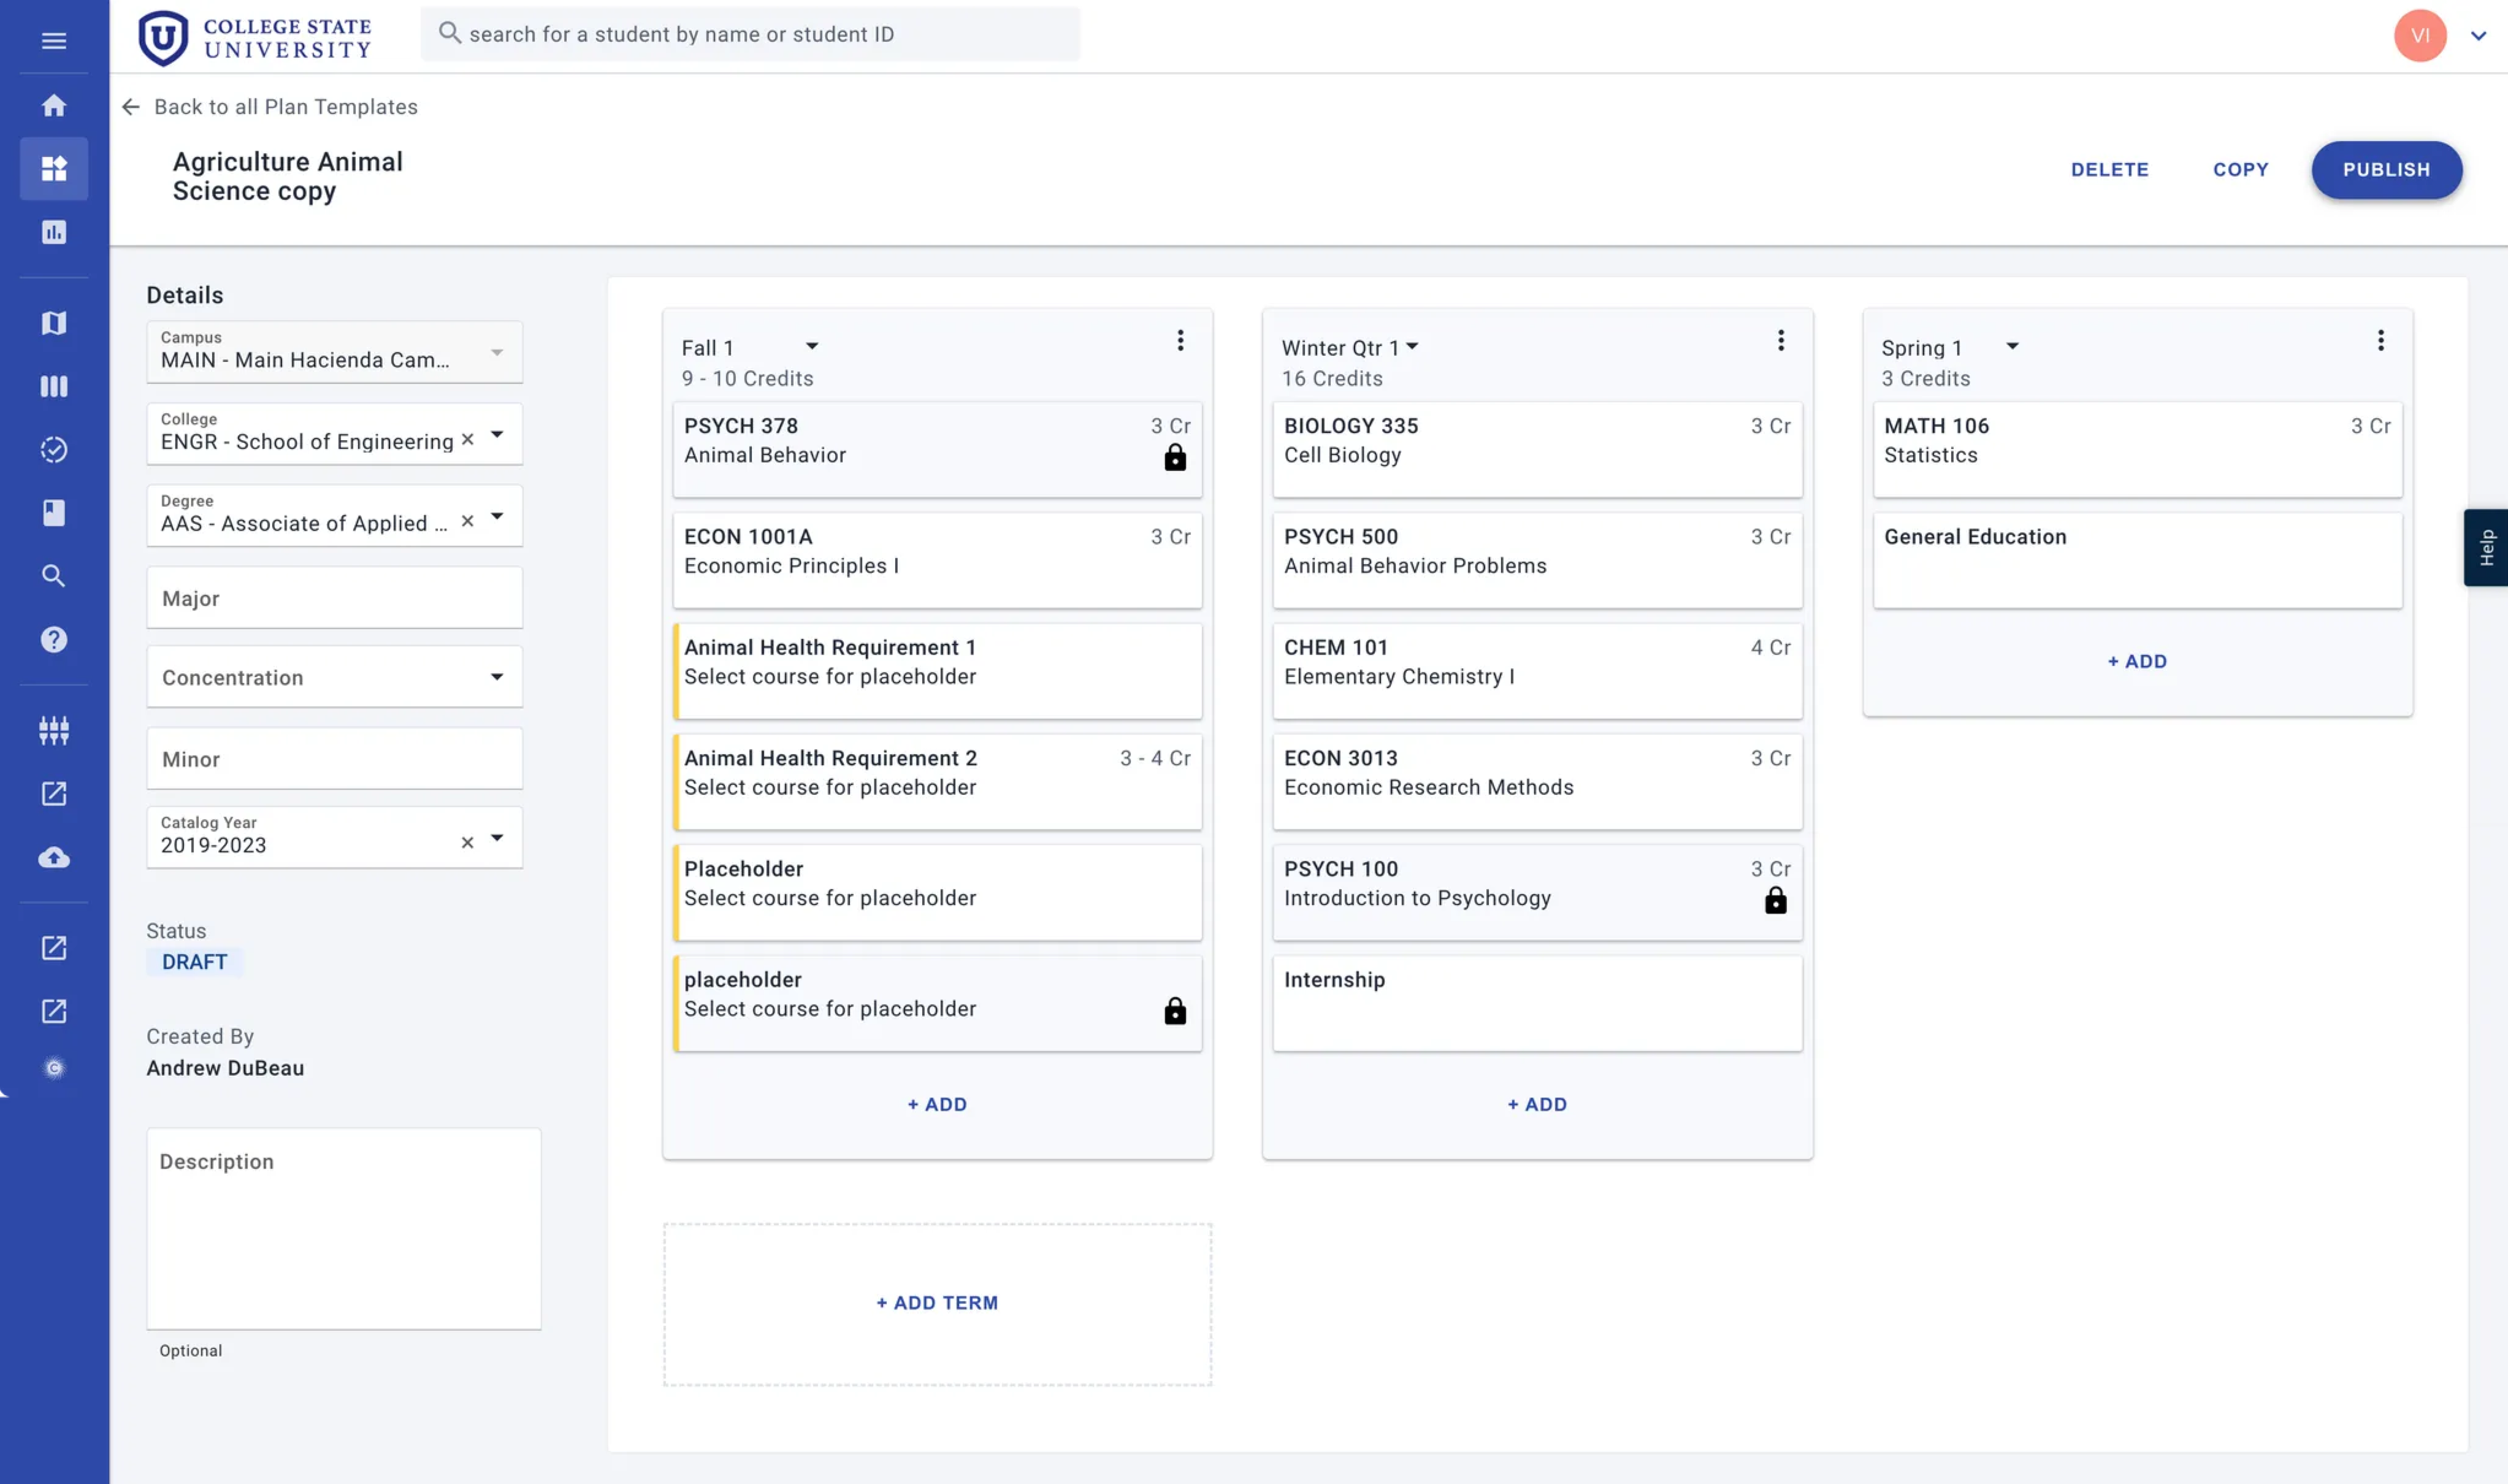 COLLEGE STATE
UNIVERSITY
search for a student by name or student ID
VI
Back to all Plan Templates
Agriculture Animal
Science copy
DELETE
COPY
PUBLISH
Details
Campus
MAIN - Main Hacienda Cam...
College
ENGR - School of Engineering
Degree
AAS - Associate of Applied ...
Major
Concentration
Minor
Catalog Year
2019-2023
Status
DRAFT
Created By
Andrew DuBeau
Description
Optional
Fall 1
9 - 10 Credits
PSYCH 378 3 Cr
Animal Behavior
ECON 1001A 3 Cr
Economic Principles I
Animal Health Requirement 1
Select course for placeholder
Animal Health Requirement 2 3 - 4 Cr
Select course for placeholder
Placeholder
Select course for placeholder
placeholder
Select course for placeholder
+ ADD
Winter Qtr 1
16 Credits
BIOLOGY 335 3 Cr
Cell Biology
PSYCH 500 3 Cr
Animal Behavior Problems
CHEM 101 4 Cr
Elementary Chemistry I
ECON 3013 3 Cr
Economic Research Methods
PSYCH 100 3 Cr
Introduction to Psychology
Internship
+ ADD
Spring 1
3 Credits
MATH 106 3 Cr
Statistics
General Education
+ ADD
+ ADD TERM
Help